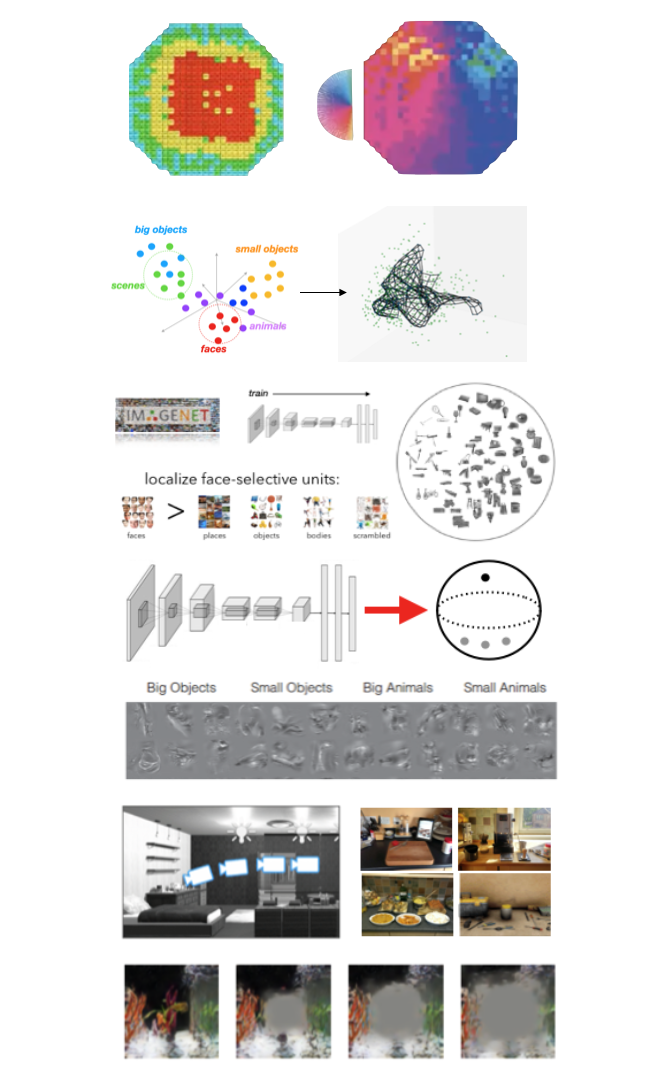 big objects
small objects
scenes
animals
faces
IMAGENET
train
localize face-selective units:
>
faces
places
objects
bodies
scrambled
Big Objects
Small Objects
Big Animals
Small Animals